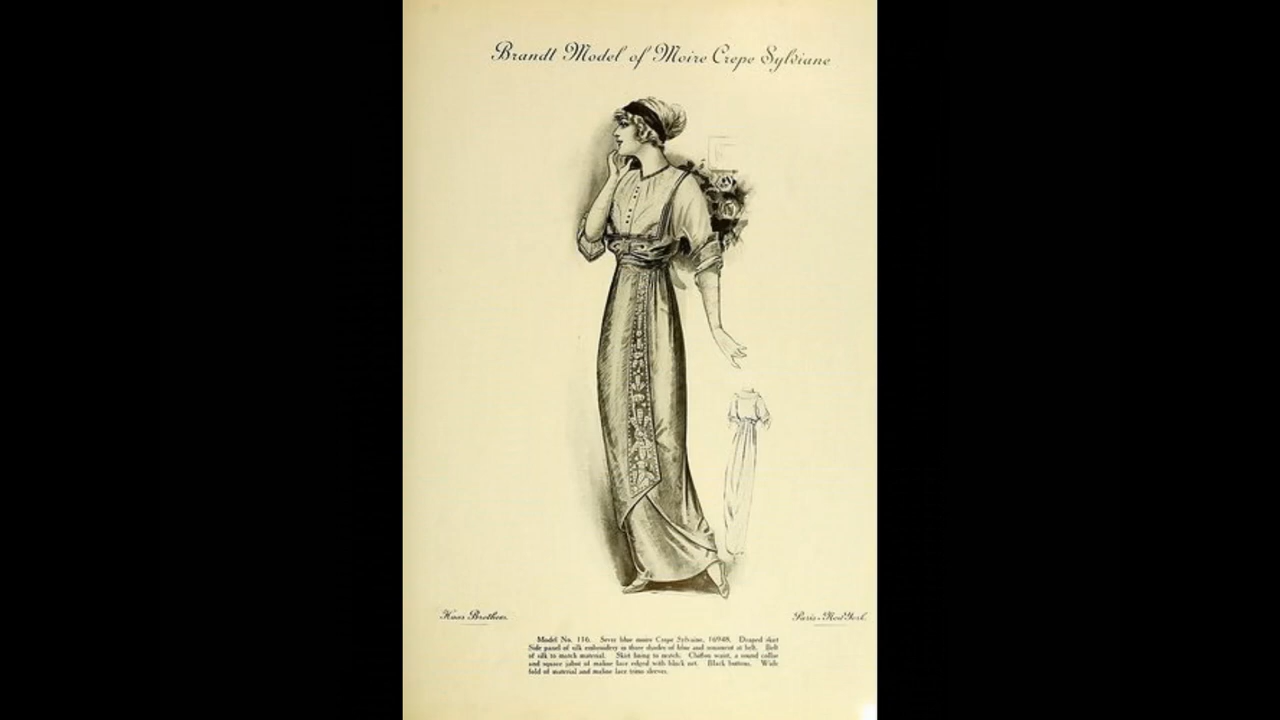 Brandt Model of Moire Crepe Sylviane
Haas Brothers. Paris - New York.
Model No. 116. Sevre blue moire Crepe Sylvaine, 16948. Draped skirt
Side panel of silk embroidery in three shades of blue and ornament at belt. Belt
of silk to match material. Skirt lining to match. Chiffon waist, a round collar
and square jabot of maline lace edged with black net. Black buttons. Wide
fold of material and maline lace trims sleeves.